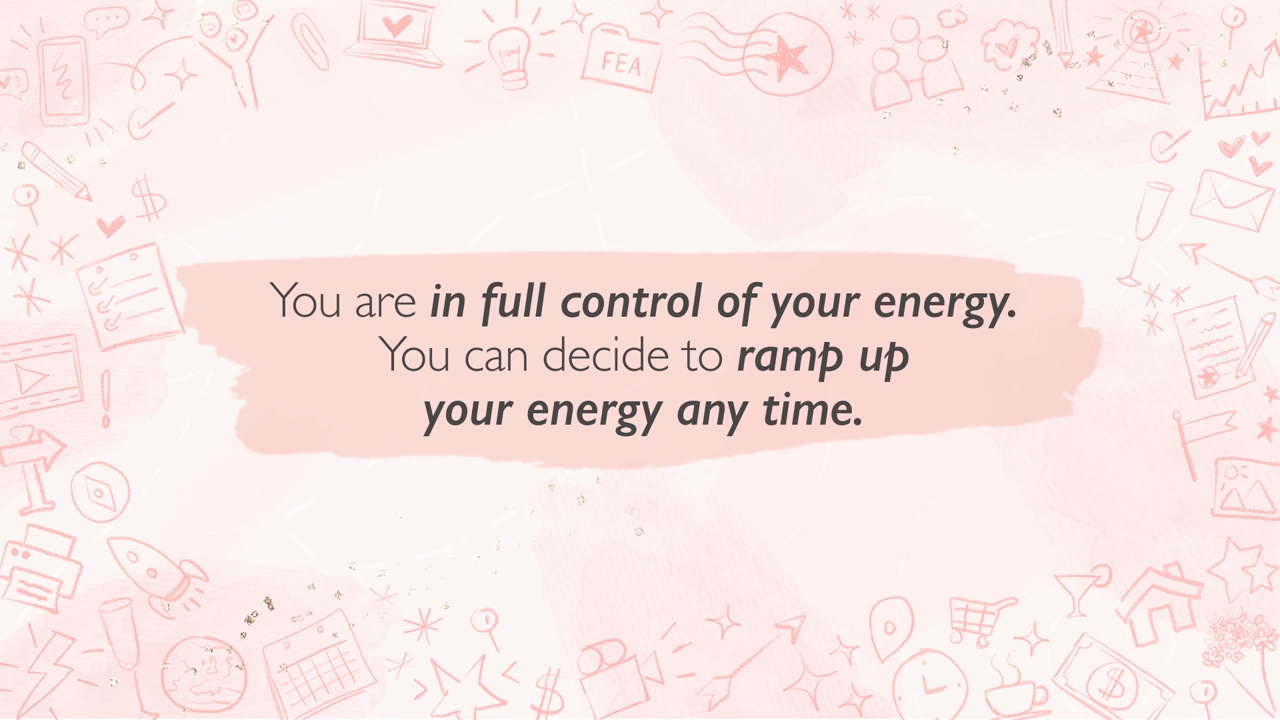 FEA
You are in full control of your energy.
You can decide to ramp up
your energy any time.